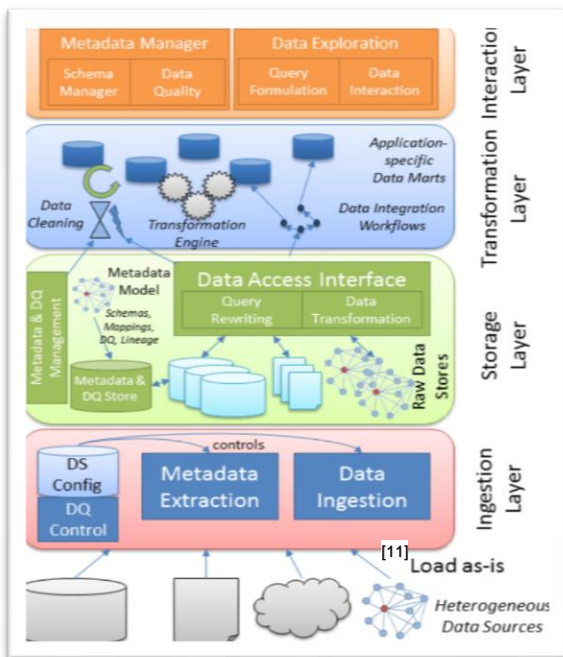 Metadata Manager
Data Exploration
Schema
Manager
Data
Quality
Query
Formulation
Data
Interaction
Interaction
Layer
Application-
specific
Data Marts
Data
Cleaning
Transformation
Engine
Data Integration
Workflows
Transformation
Layer
Metadata & DQ
Management
Metadata
Model
Schemas,
Mappings,
DQ, Lineage
Metadata &
DQ Store
Data Access Interface
Query
Rewriting
Data
Transformation
Raw Data
Stores
Storage
Layer
controls
DS
Config
DQ
Control
Metadata
Extraction
Data
Ingestion
Ingestion
Layer
[11]
Load as-is
Heterogeneous
Data Sources